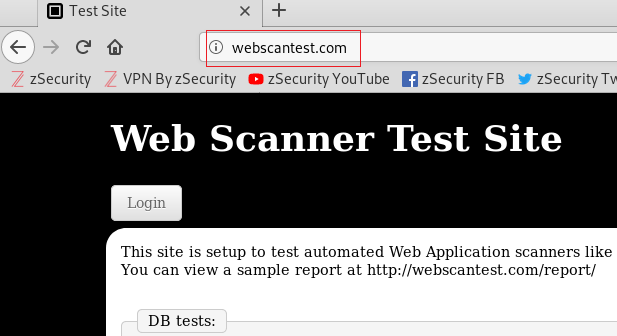 Test Site
webscantest.com
zSecurity VPN By zSecurity zSecurity YouTube zSecurity FB zSecurity Tw
Web Scanner Test Site
Login
This site is setup to test automated Web Application scanners like
You can view a sample report at http://webscantest.com/report/
DB tests: